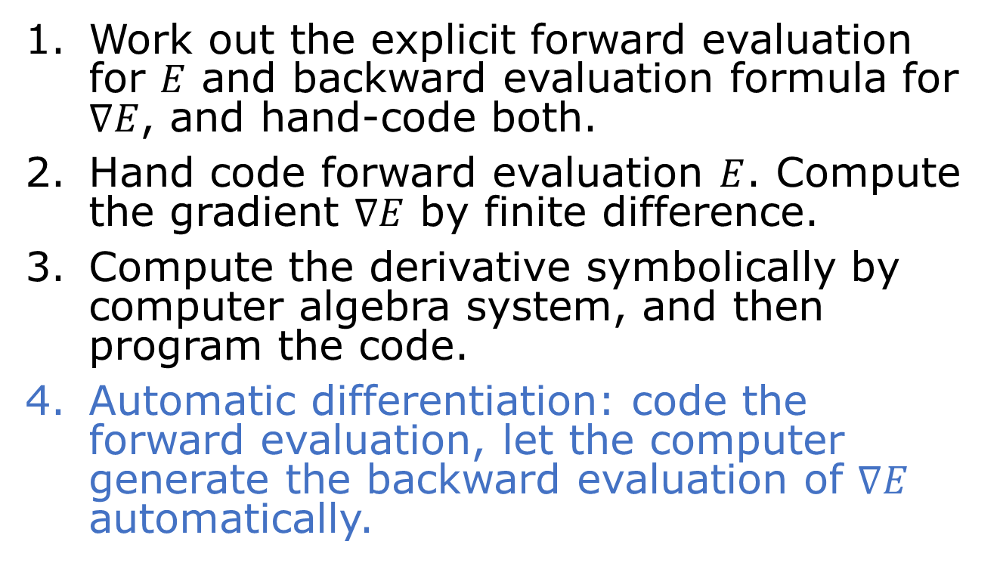 1. Work out the explicit forward evaluation
for E and backward evaluation formula for
∇E, and hand-code both.
2. Hand code forward evaluation E. Compute
the gradient ∇E by finite difference.
3. Compute the derivative symbolically by
computer algebra system, and then
program the code.
4. Automatic differentiation: code the
forward evaluation, let the computer
generate the backward evaluation of ∇E
automatically.